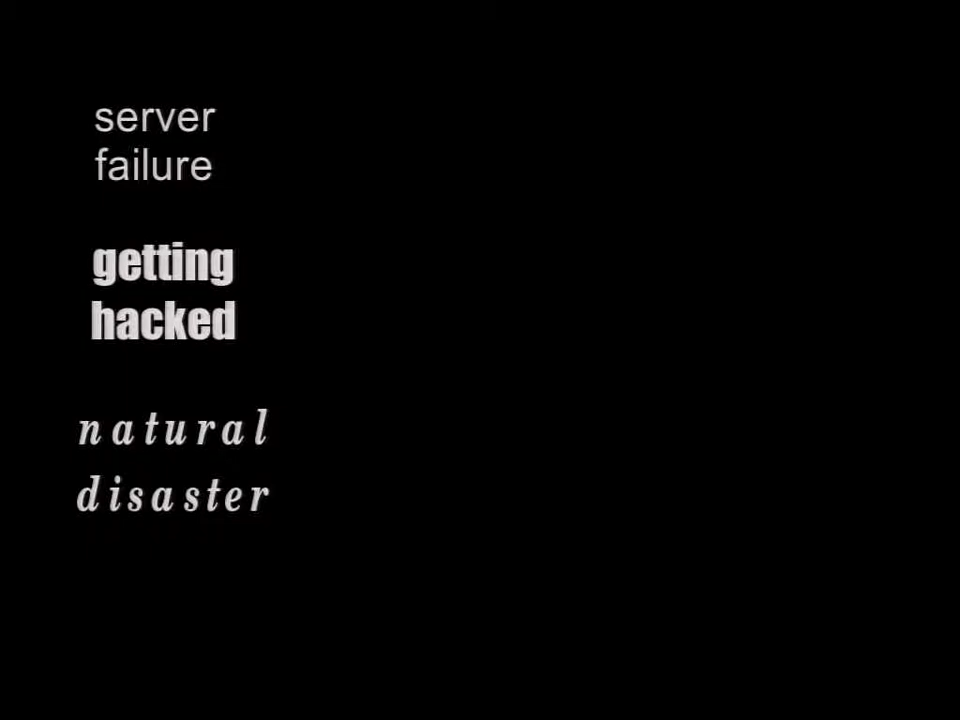 server
failure
getting
hacked
natural
disaster